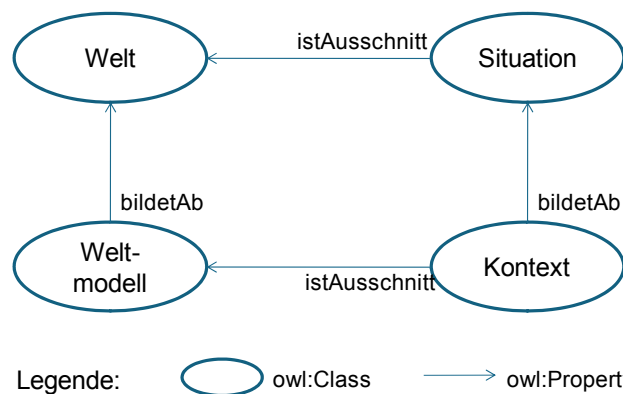 istAusschnitt
Welt
Situation
bildetAb
bildetAb
Welt-
modell
Kontext
istAusschnitt
Legende:
owl:Class
owl:Propert